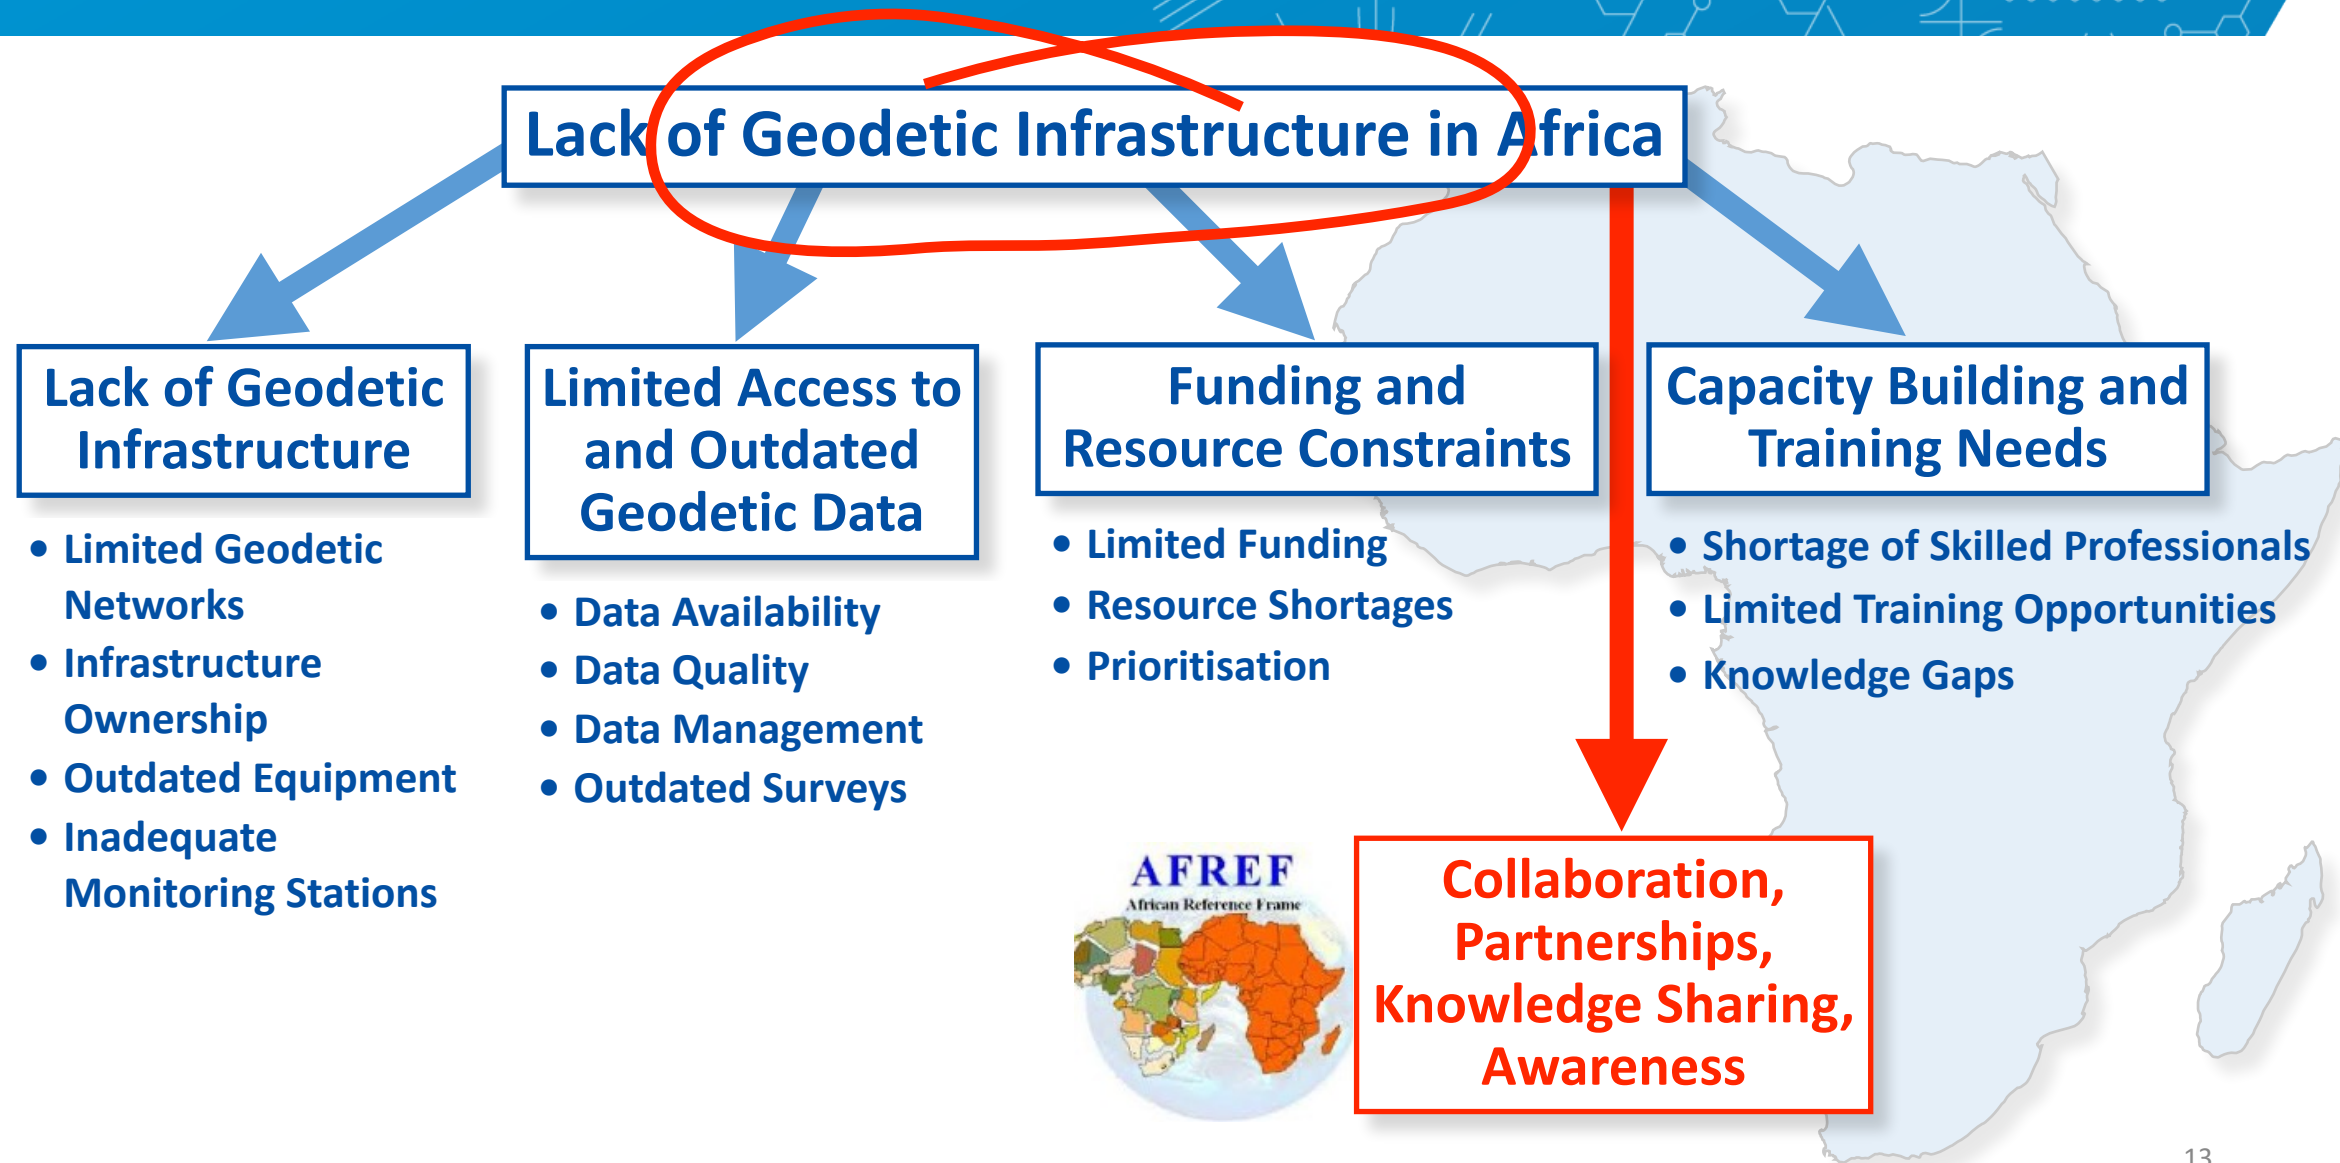 Lack of Geodetic Infrastructure in Africa
Lack of Geodetic
Infrastructure
• Limited Geodetic
Networks
• Infrastructure
Ownership
• Outdated Equipment
• Inadequate
Monitoring Stations
Limited Access to
and Outdated
Geodetic Data
• Data Availability
• Data Quality
• Data Management
• Outdated Surveys
Funding and
Resource Constraints
• Limited Funding
• Resource Shortages
• Prioritisation
Capacity Building and
Training Needs
• Shortage of Skilled Professionals
• Limited Training Opportunities
• Knowledge Gaps
AFREF
African Reference Frame
Collaboration,
Partnerships,
Knowledge Sharing,
Awareness
13